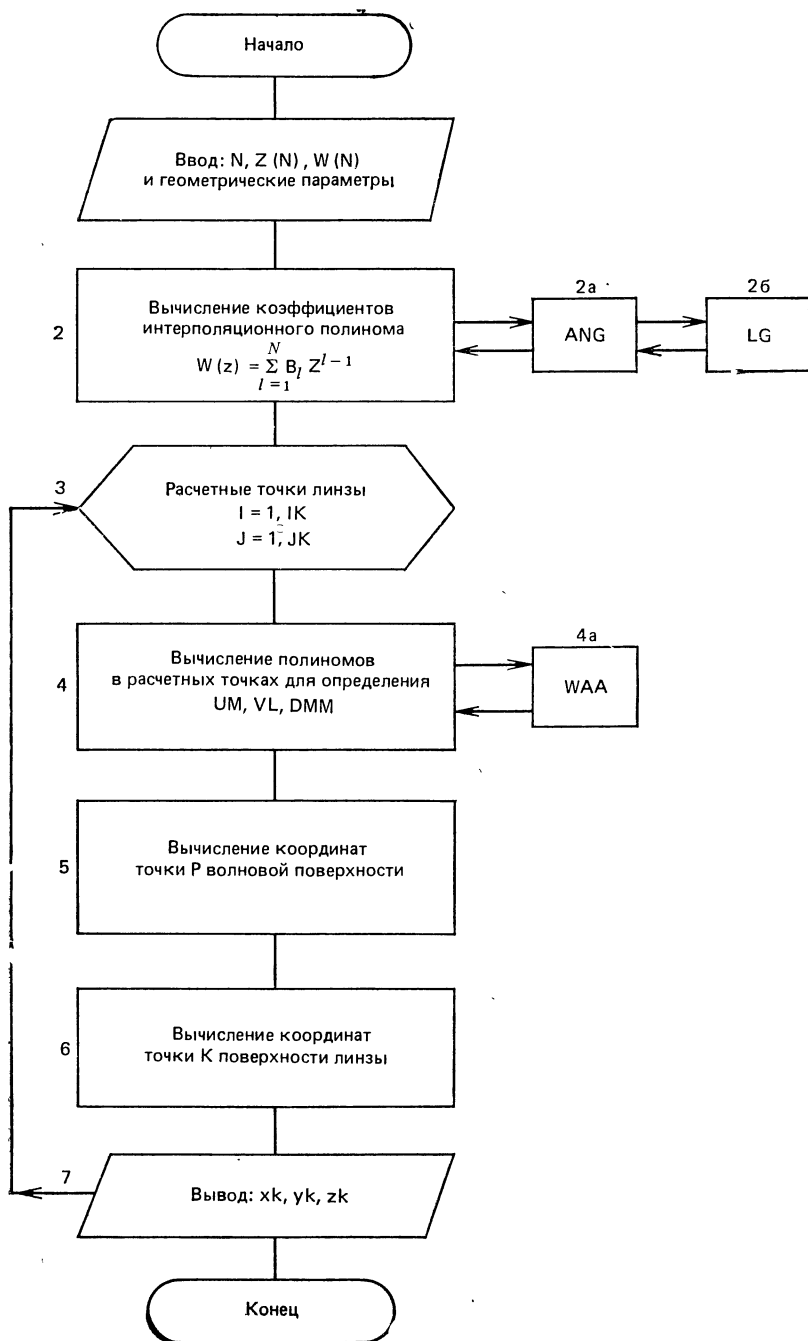 Начало
Ввод: N, Z (N) , W (N)
и геометрические параметры
2
Вычисление коэффициентов
интерполяционного полинома
W (z) = \sum_{l = 1}^{N} B_l Z^{l – 1}
2а
ANG
2б
LG
3
Расчетные точки линзы
I = 1, IK
J = 1, JK
4
Вычисление полиномов
в расчетных точках для определения
UM, VL, DMM
4а
WAA
5
Вычисление координат
точки P волновой поверхности
6
Вычисление координат
точки K поверхности линзы
7
Вывод: xk, yk, zk
Конец